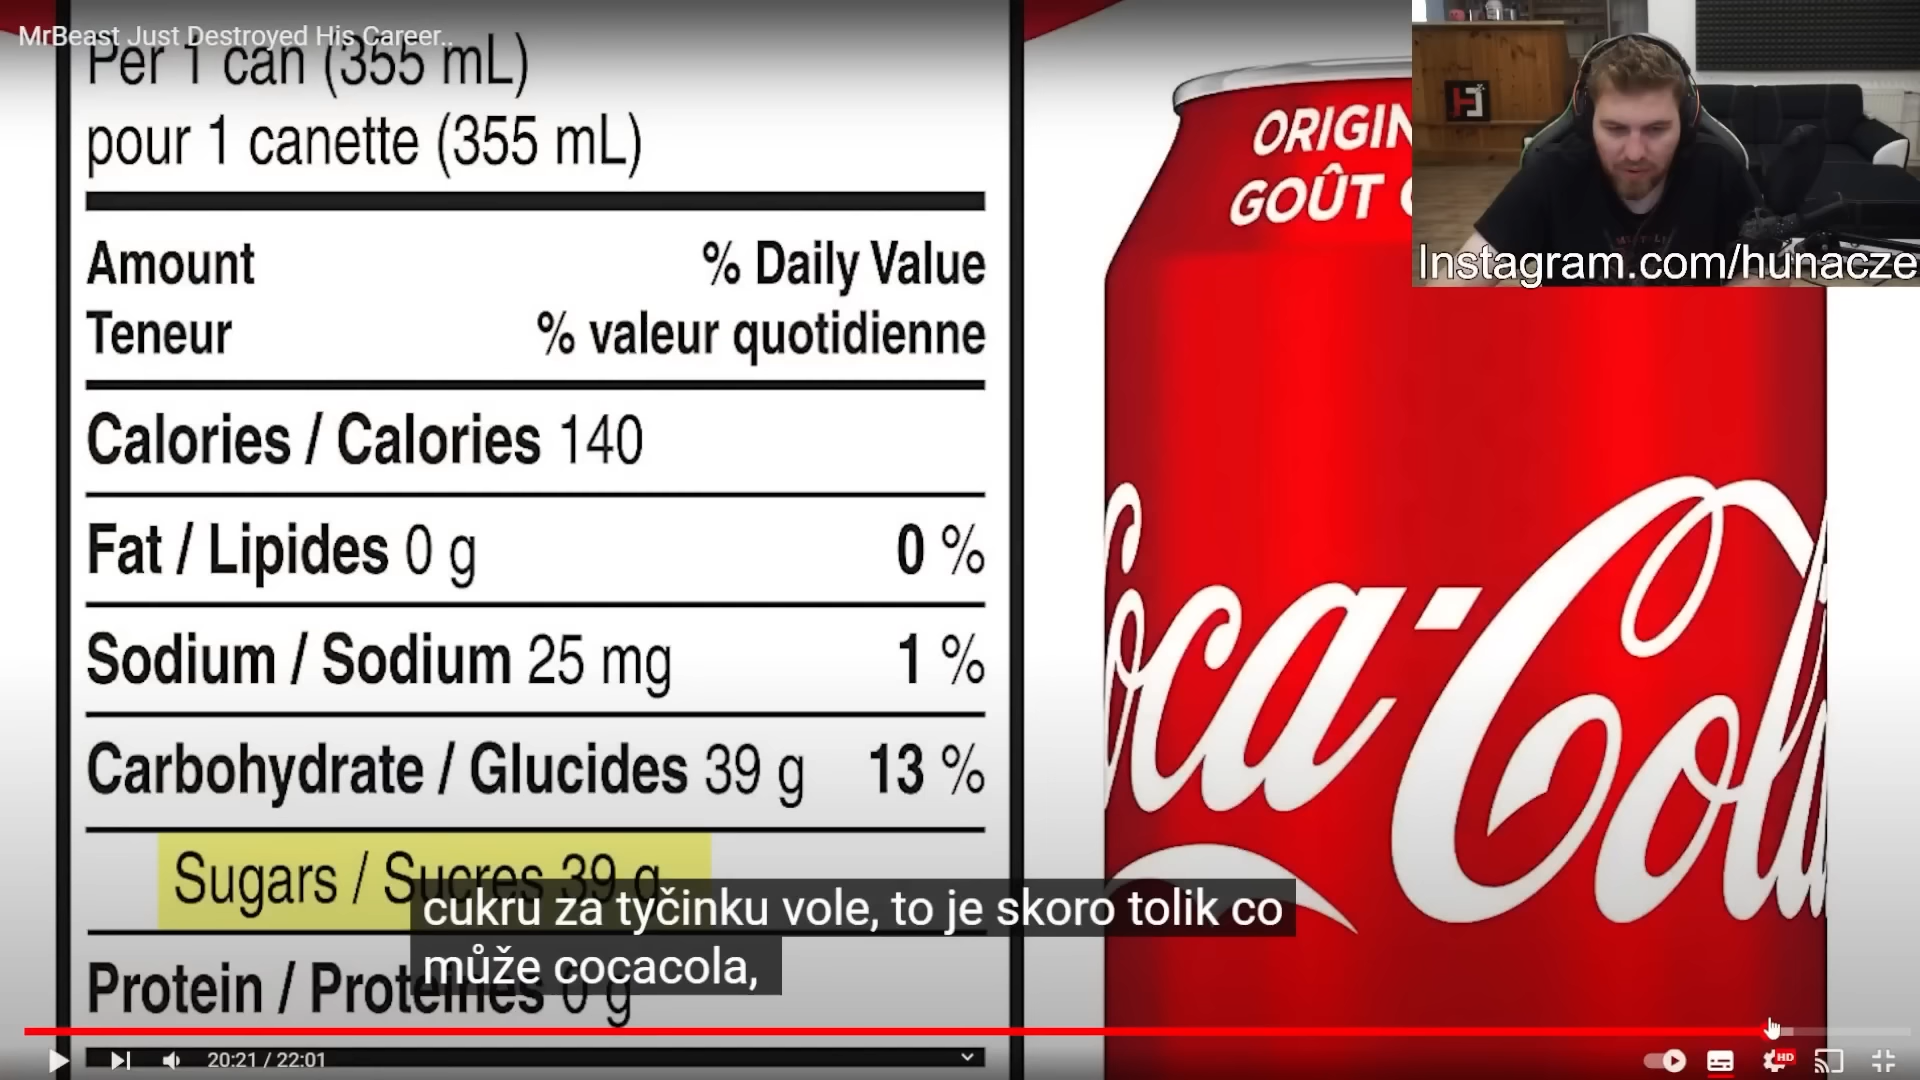 MrBeast Just Destroyed His Career..
Per 1 can (355 mL)
pour 1 canette (355 mL)
Amount % Daily Value
Teneur % valeur quotidienne
Calories / Calories 140
Fat / Lipides 0 g 0 %
Sodium / Sodium 25 mg 1 %
Carbohydrate / Glucides 39 g 13 %
Sugars / Sucres 39 g
Protein / Protéines 0 g
ORIGIN
GOÛT
Coca-Cola
Instagram.com/hunacze
cukru za tyčinku vole, to je skoro tolik co
může cocacola,
20:21 / 22:01
HD